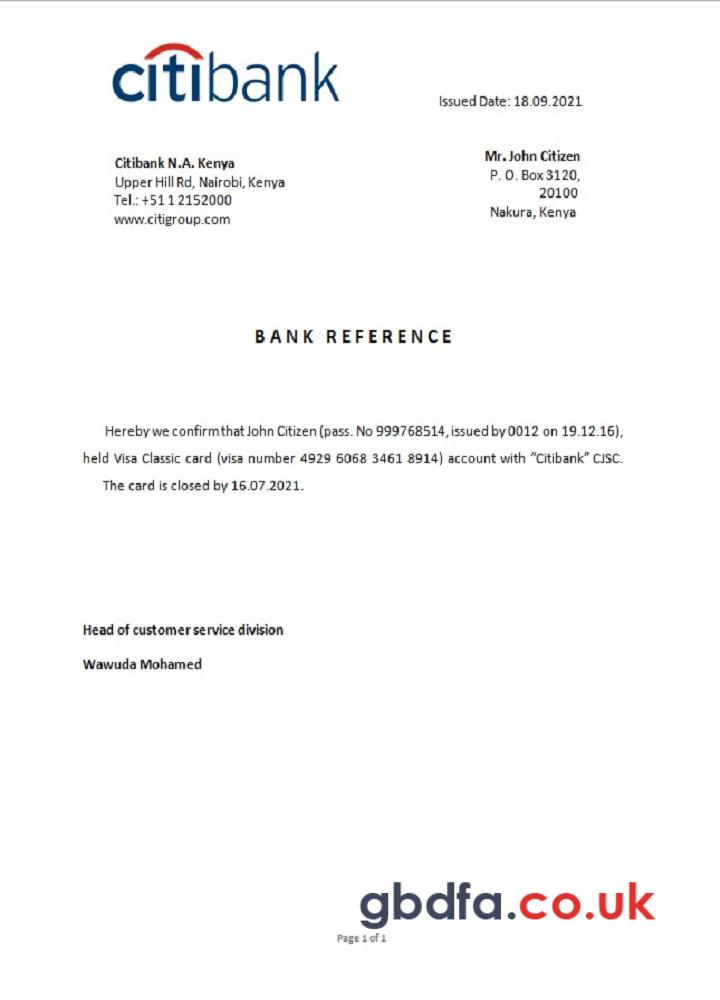 citibank
Issued Date: 18.09.2021
Citibank N.A. Kenya
Upper Hill Rd, Nairobi, Kenya
Tel.: +51 1 2152000
www.citigroup.com
Mr. John Citizen
P. O. Box 3120,
20100
Nakura, Kenya
BANK REFERENCE
Hereby we confirm that John Citizen (pass. No 999768514, issued by 0012 on 19.12.16),
held Visa Classic card (visa number 4929 6068 3461 8914) account with “Citibank” CJSC.
The card is closed by 16.07.2021.
Head of customer service division
Wawuda Mohamed
gbdfa.co.uk
Page 1 of 1